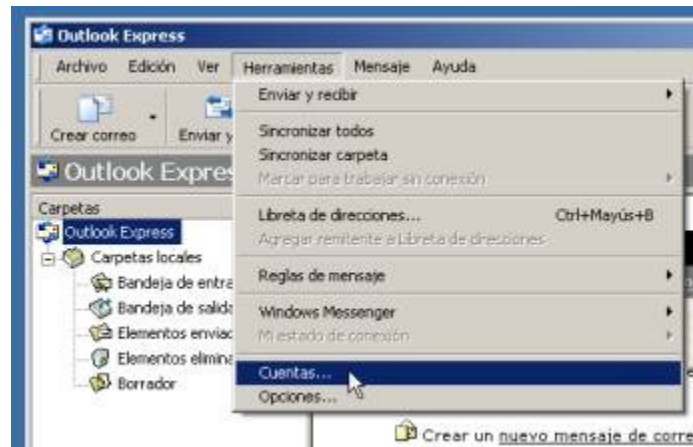 Outlook Express
Archivo Edición Ver Herramientas Mensaje Ayuda
Crear correo Enviar y
Outlook Expres
Carpetas
Outlook Express
Carpetas locales
Bandeja de entra
Bandeja de salida
Elementos enviad
Elementos elimina
Borrador
Enviar y recibir
Sincronizar todos
Sincronizar carpeta
Marcar para trabajar sin conexión
Libreta de direcciones... Ctrl+Mayús+B
Agregar remitente a Libreta de direcciones
Reglas de mensaje
Windows Messenger
Mi estado de conexión
Cuentas...
Opciones...
Crear un nuevo mensaje de corre